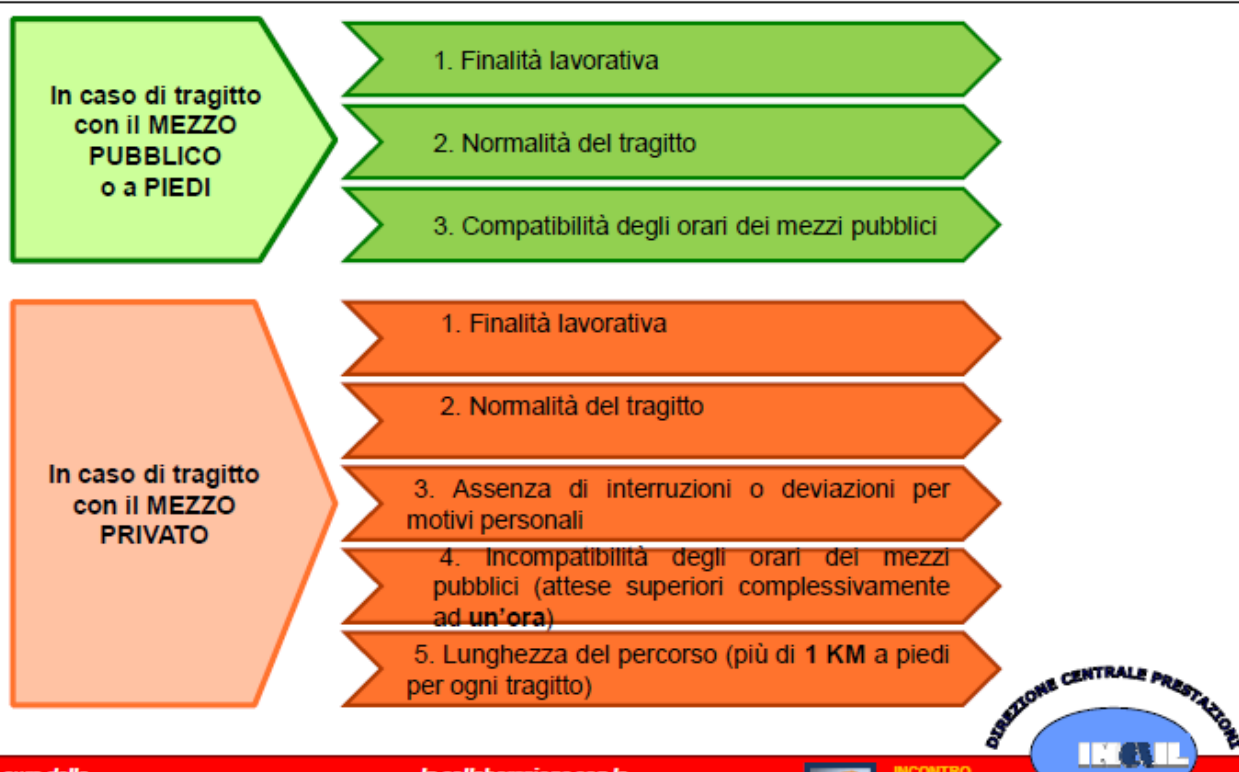 In caso di tragitto
con il MEZZO
PUBBLICO
o a PIEDI
1. Finalità lavorativa
2. Normalità del tragitto
3. Compatibilità degli orari dei mezzi pubblici
In caso di tragitto
con il MEZZO
PRIVATO
1. Finalità lavorativa
2. Normalità del tragitto
3. Assenza di interruzioni o deviazioni per
motivi personali
4. Incompatibilità degli orari dei mezzi
pubblici (attese superiori complessivamente
ad un'ora)
5. Lunghezza del percorso (più di 1 KM a piedi
per ogni tragitto)
DIREZIONE CENTRALE PRESTAZIONI
INAIL
INCONTRO